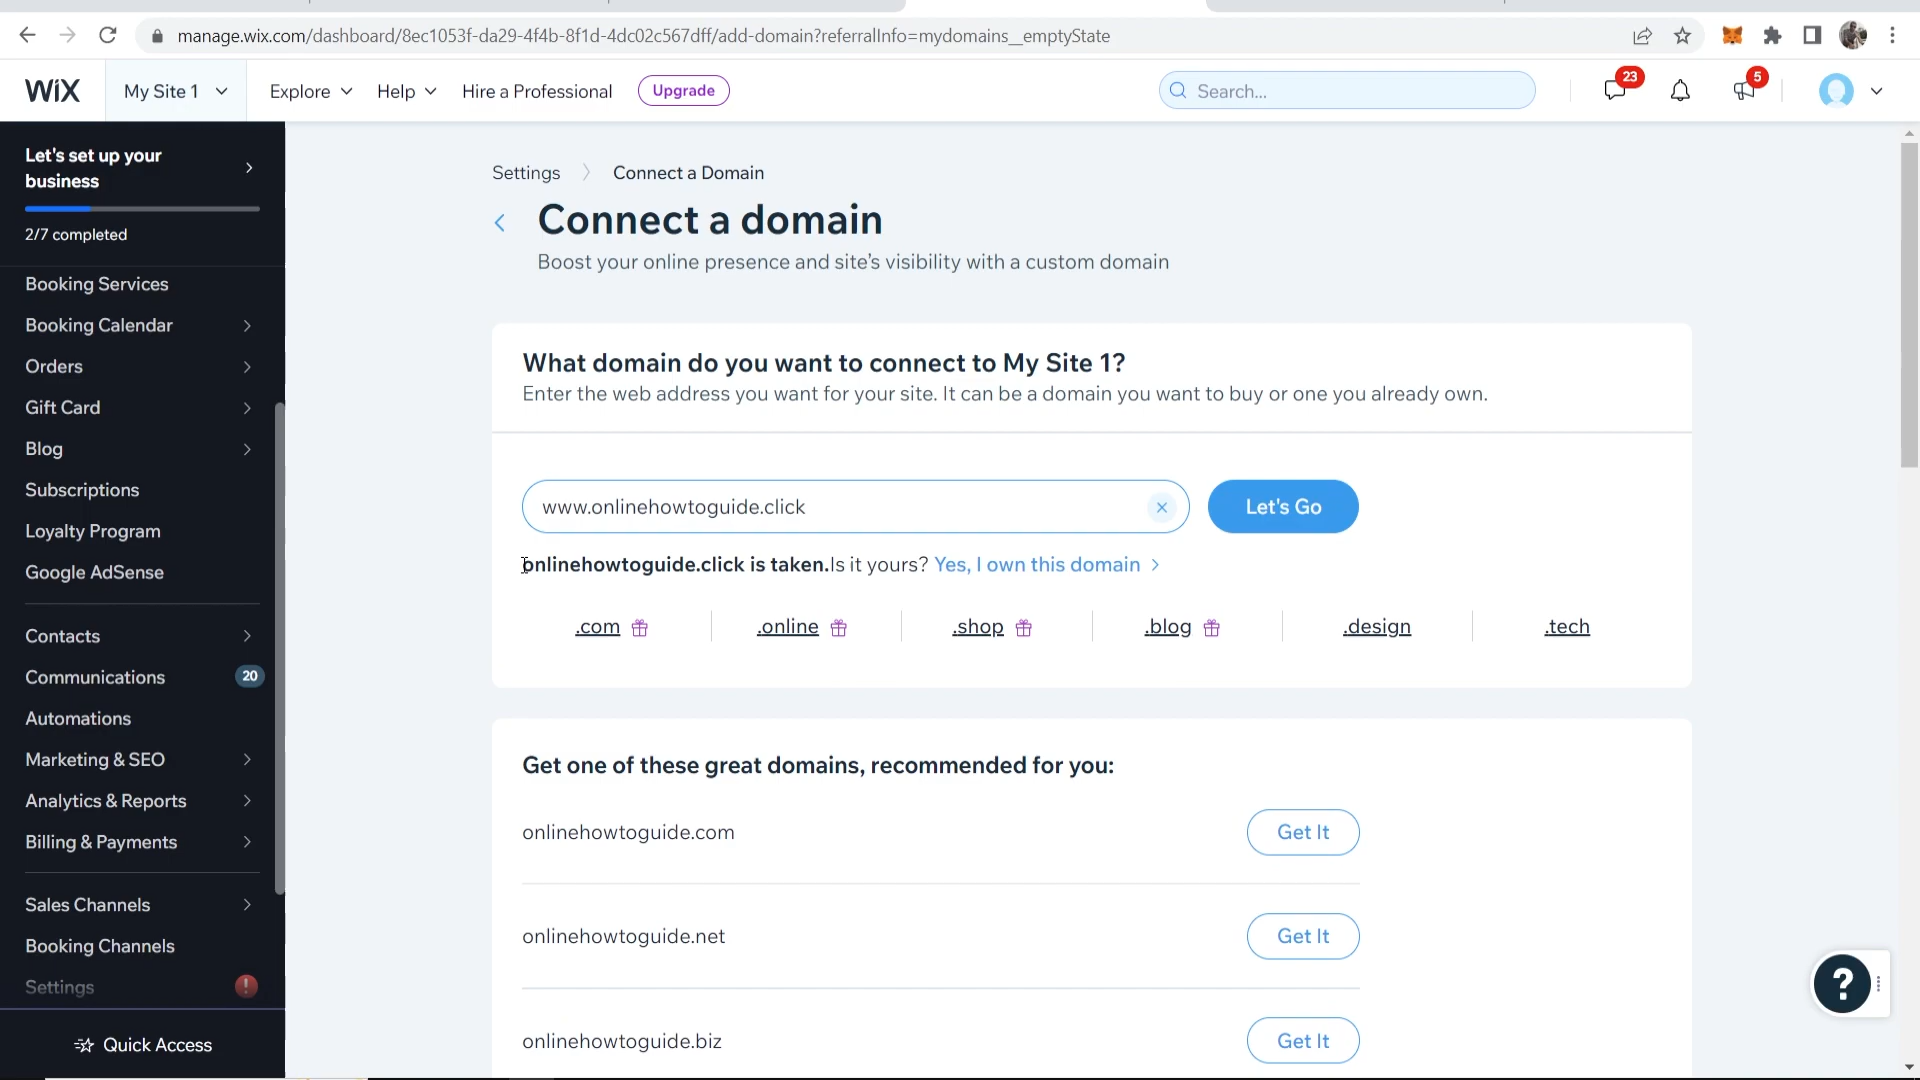 manage.wix.com/dashboard/8ec1053f-da29-4f4b-8f1d-4dc02c567dff/add-domain?referralInfo=mydomains__emptyState
WiX
My Site 1
Explore
Help
Hire a Professional
Upgrade
Search...
23
5
Let's set up your
business
2/7 completed
Booking Services
Booking Calendar
Orders
Gift Card
Blog
Subscriptions
Loyalty Program
Google AdSense
Contacts
Communications 20
Automations
Marketing & SEO
Analytics & Reports
Billing & Payments
Sales Channels
Booking Channels
Settings !
Quick Access
Settings > Connect a Domain
Connect a domain
Boost your online presence and site's visibility with a custom domain
What domain do you want to connect to My Site 1?
Enter the web address you want for your site. It can be a domain you want to buy or one you already own.
www.onlinehowtoguide.click
Let's Go
onlinehowtoguide.click is taken.Is it yours? Yes, I own this domain >
.com .online .shop .blog .design .tech
Get one of these great domains, recommended for you:
onlinehowtoguide.com Get It
onlinehowtoguide.net Get It
onlinehowtoguide.biz Get It
?